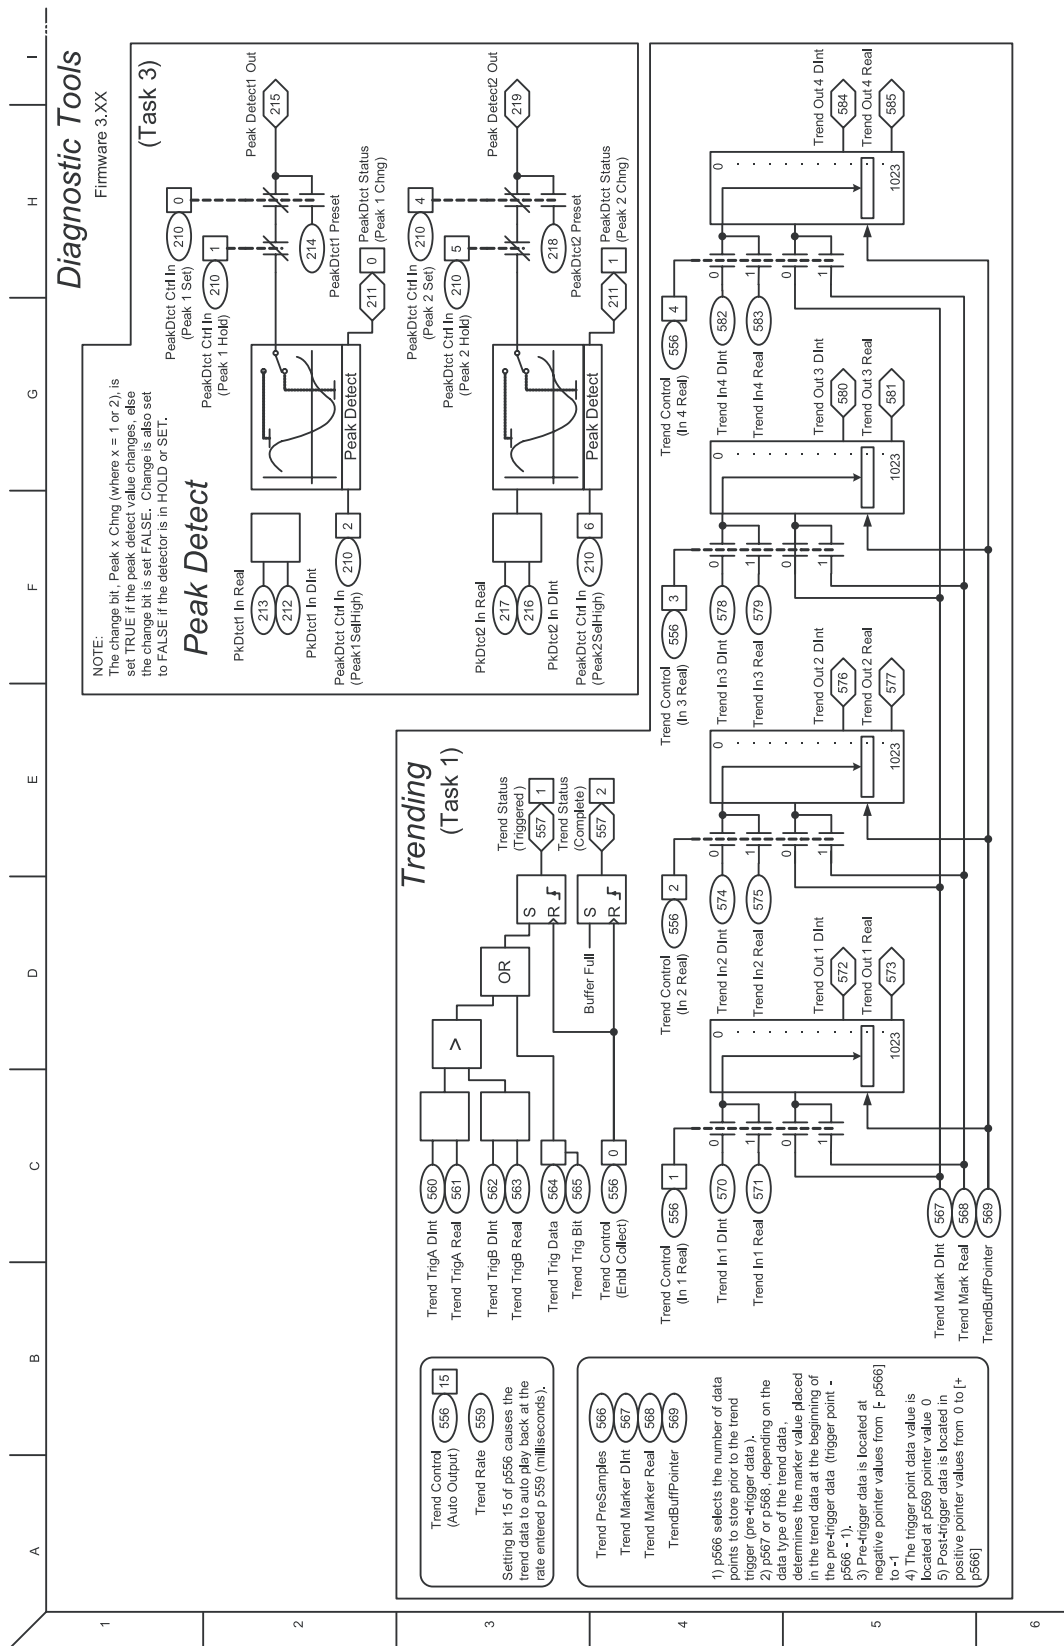 Diagnostic Tools
Firmware 3.XX
A
B
C
D
E
F
G
H
I
1
2
3
4
5
6
NOTE:
The change bit, Peak x Chng (where x = 1 or 2), is
set TRUE if the peak detect value changes, else
the change bit is set FALSE. Change is also set
to FALSE if the detector is in HOLD or SET.
Peak Detect
(Task 3)
PkDtct1 In Real
213
212
PkDtct1 In DInt
PeakDtct Ctrl In
(Peak1SelHigh)
210
2
Peak Detect
PeakDtct Ctrl In
(Peak 1 Set)
210
0
PeakDtct Ctrl In
(Peak 1 Hold)
210
1
214
PeakDtct1 Preset
Peak Detect1 Out
215
PeakDtct Status
(Peak 1 Chng)
211
0
PkDtct2 In Real
217
216
PkDtct2 In DInt
PeakDtct Ctrl In
(Peak2SelHigh)
210
6
Peak Detect
PeakDtct Ctrl In
(Peak 2 Set)
210
4
PeakDtct Ctrl In
(Peak 2 Hold)
210
5
218
PeakDtct2 Preset
Peak Detect2 Out
219
PeakDtct Status
(Peak 2 Chng)
211
1
Trending
(Task 1)
Trend Control
(Auto Output)
556
15
Trend Rate
559
Setting bit 15 of p556 causes the
trend data to auto play back at the
rate entered p 559 (milliseconds).
Trend PreSamples
566
Trend Marker DInt
567
Trend Marker Real
568
TrendBuffPointer
569
1) p566 selects the number of data
points to store prior to the trend
trigger (pre-trigger data).
2) p567 or p568, depending on the
data type of the trend data,
determines the marker value placed
in the trend data at the beginning of
the pre-trigger data (trigger point -
p566 - 1).
3) Pre-trigger data is located at
negative pointer values from [- p566]
to -1
4) The trigger point data value is
located at p569 pointer value 0
5) Post-trigger data is located in
positive pointer values from 0 to [+
p566]
Trend TrigA DInt
560
Trend TrigA Real
561
Trend TrigB DInt
562
Trend TrigB Real
563
Trend Trig Data
564
Trend Trig Bit
565
Trend Control
(Enbl Collect)
556
0
>
OR
Buffer Full
S
R
S
R
Trend Status
(Triggered)
557
1
Trend Status
(Complete)
557
2
Trend Control
(In 1 Real)
556
1
Trend In1 DInt
570
Trend In1 Real
571
0
1
0
1
0
1023
Trend Out 1 DInt
572
Trend Out 1 Real
573
Trend Control
(In 2 Real)
556
2
Trend In2 DInt
574
Trend In2 Real
575
0
1
0
1
0
1023
Trend Out 2 DInt
576
Trend Out 2 Real
577
Trend Control
(In 3 Real)
556
3
Trend In3 DInt
578
Trend In3 Real
579
0
1
0
1
0
1023
Trend Out 3 DInt
580
Trend Out 3 Real
581
Trend Control
(In 4 Real)
556
4
Trend In4 DInt
582
Trend In4 Real
583
0
1
0
1
0
1023
Trend Out 4 DInt
584
Trend Out 4 Real
585
Trend Mark DInt
567
Trend Mark Real
568
TrendBuffPointer
569